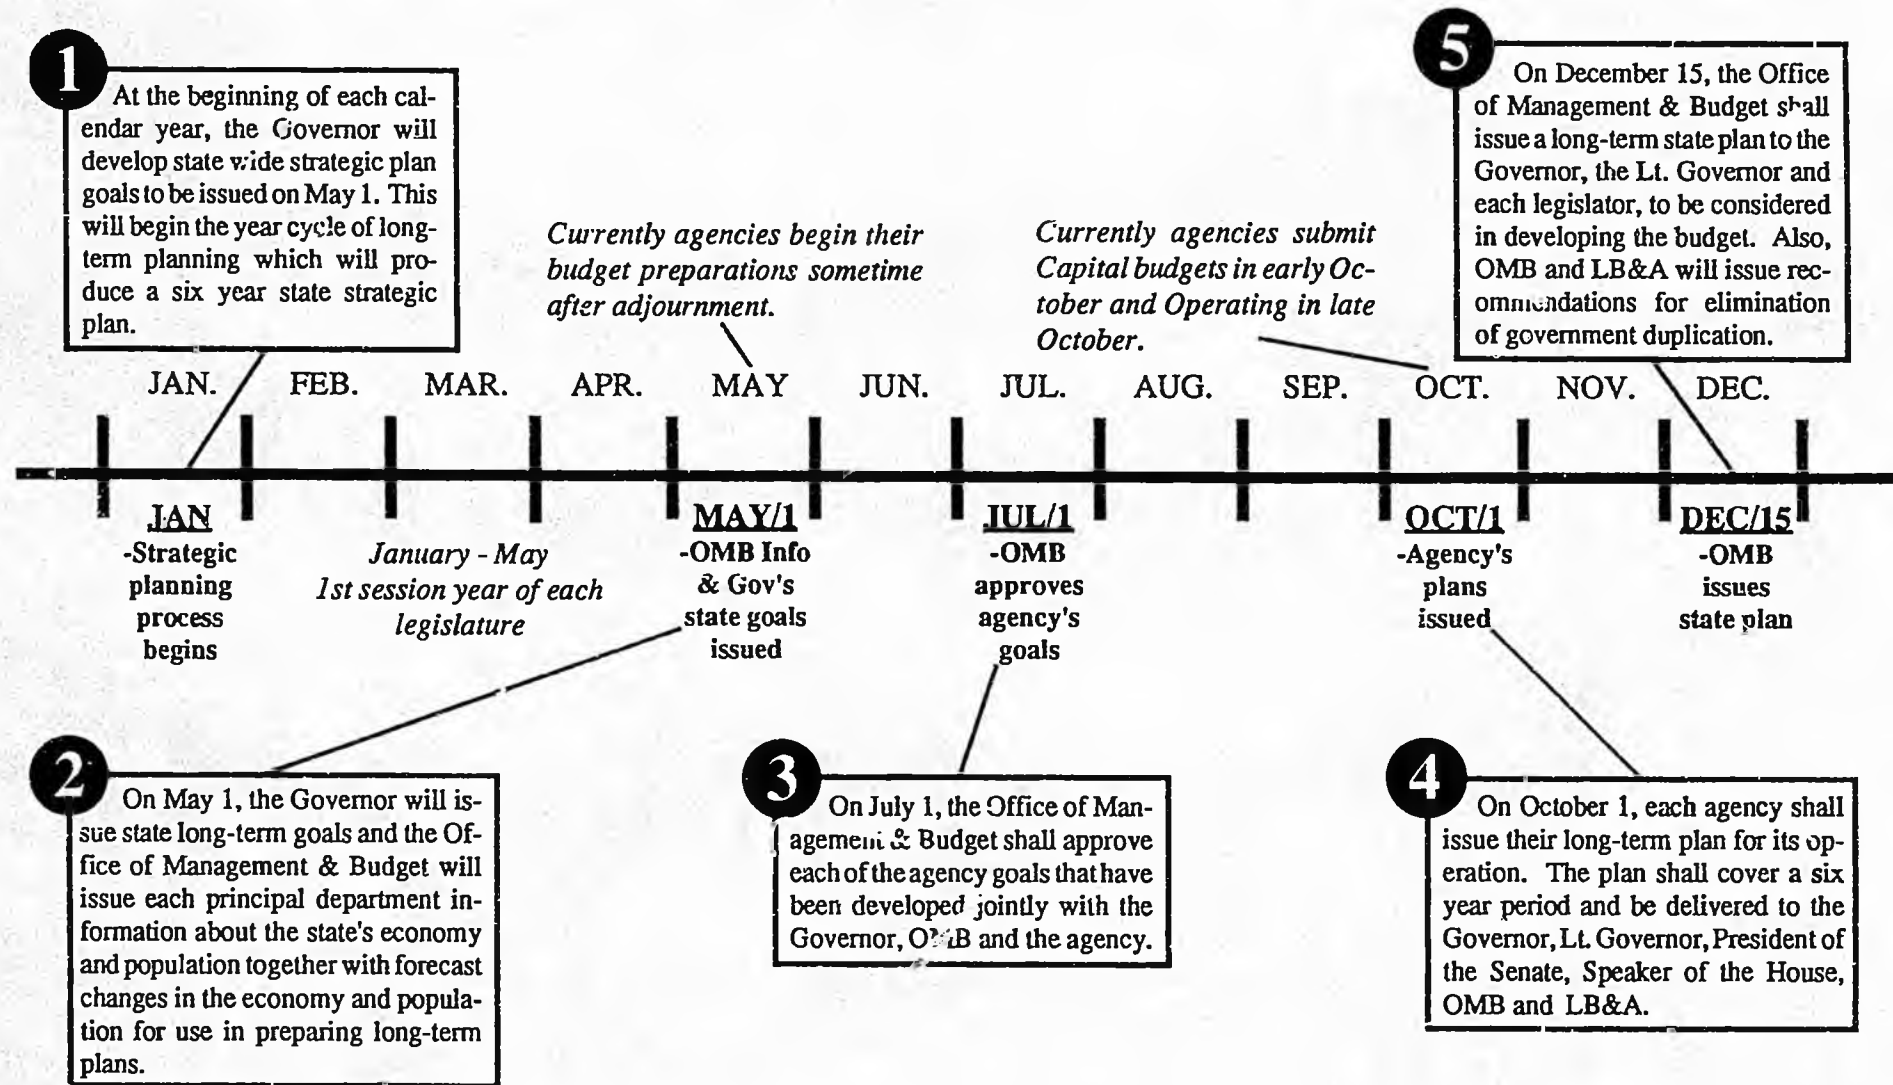 1
At the beginning of each cal-
endar year, the Governor will
develop state wide strategic plan
goals to be issued on May 1. This
will begin the year cycle of long-
term planning which will pro-
duce a six year state strategic
plan.
Currently agencies begin their
budget preparations sometime
after adjournment.
Currently agencies submit
Capital budgets in early Oc-
tober and Operating in late
October.
5
On December 15, the Office
of Management & Budget shall
issue a long-term state plan to the
Governor, the Lt. Governor and
each legislator, to be considered
in developing the budget. Also,
OMB and LB&A will issue rec-
ommendations for elimination
of government duplication.
JAN. FEB. MAR. APR. MAY JUN. JUL. AUG. SEP. OCT. NOV. DEC.
JAN
-Strategic
planning
process
begins
January - May
1st session year of each
legislature
MAY/1
-OMB Info
& Gov's
state goals
issued
JUL/1
-OMB
approves
agency's
goals
OCT/1
-Agency's
plans
issued
DEC/15
-OMB
issues
state plan
2
On May 1, the Governor will is-
sue state long-term goals and the Of-
fice of Management & Budget will
issue each principal department in-
formation about the state's economy
and population together with forecast
changes in the economy and popula-
tion for use in preparing long-term
plans.
3
On July 1, the Office of Man-
agement & Budget shall approve
each of the agency goals that have
been developed jointly with the
Governor, OMB and the agency.
4
On October 1, each agency shall
issue their long-term plan for its op-
eration. The plan shall cover a six
year period and be delivered to the
Governor, Lt. Governor, President of
the Senate, Speaker of the House,
OMB and LB&A.